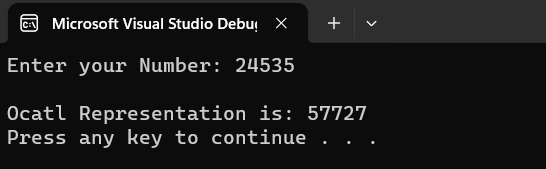 Microsoft Visual Studio Debug
Enter your Number: 24535
Ocatl Representation is: 57727
Press any key to continue . . .